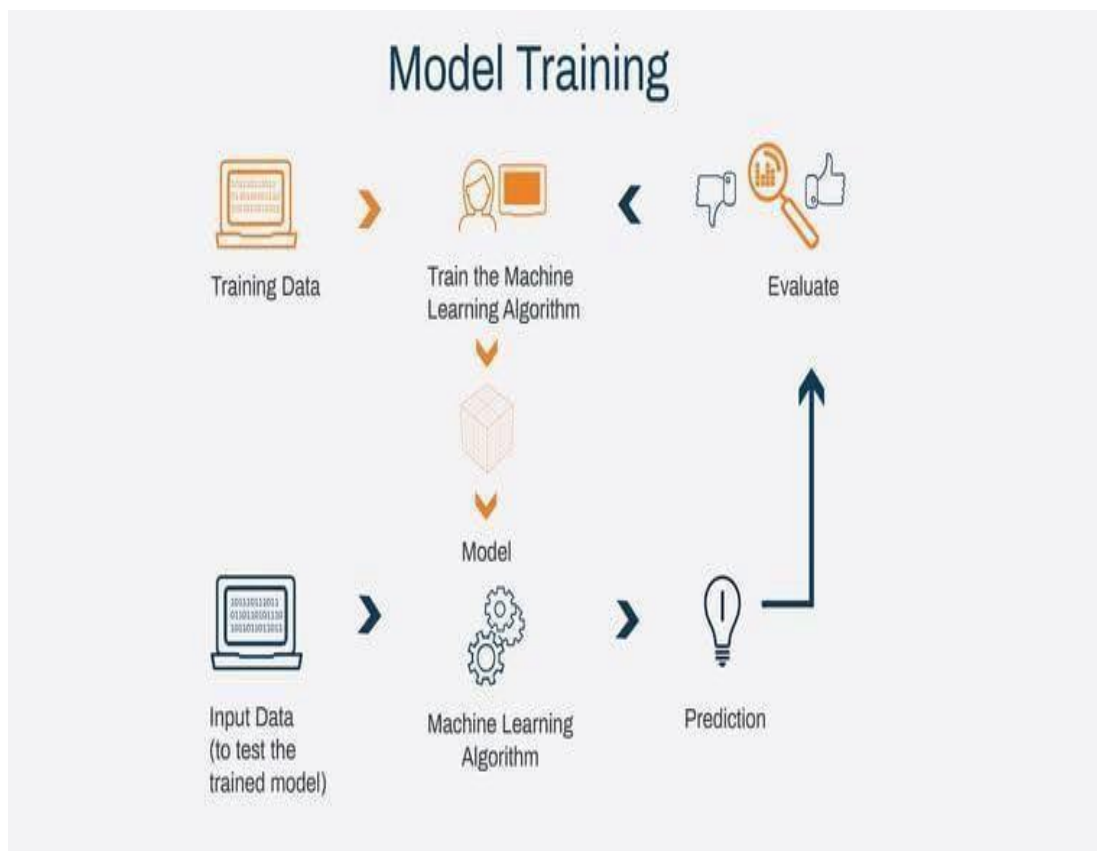 Model Training
Training Data
Train the Machine
Learning Algorithm
Evaluate
Model
Input Data
(to test the
trained model)
Machine Learning
Algorithm
Prediction